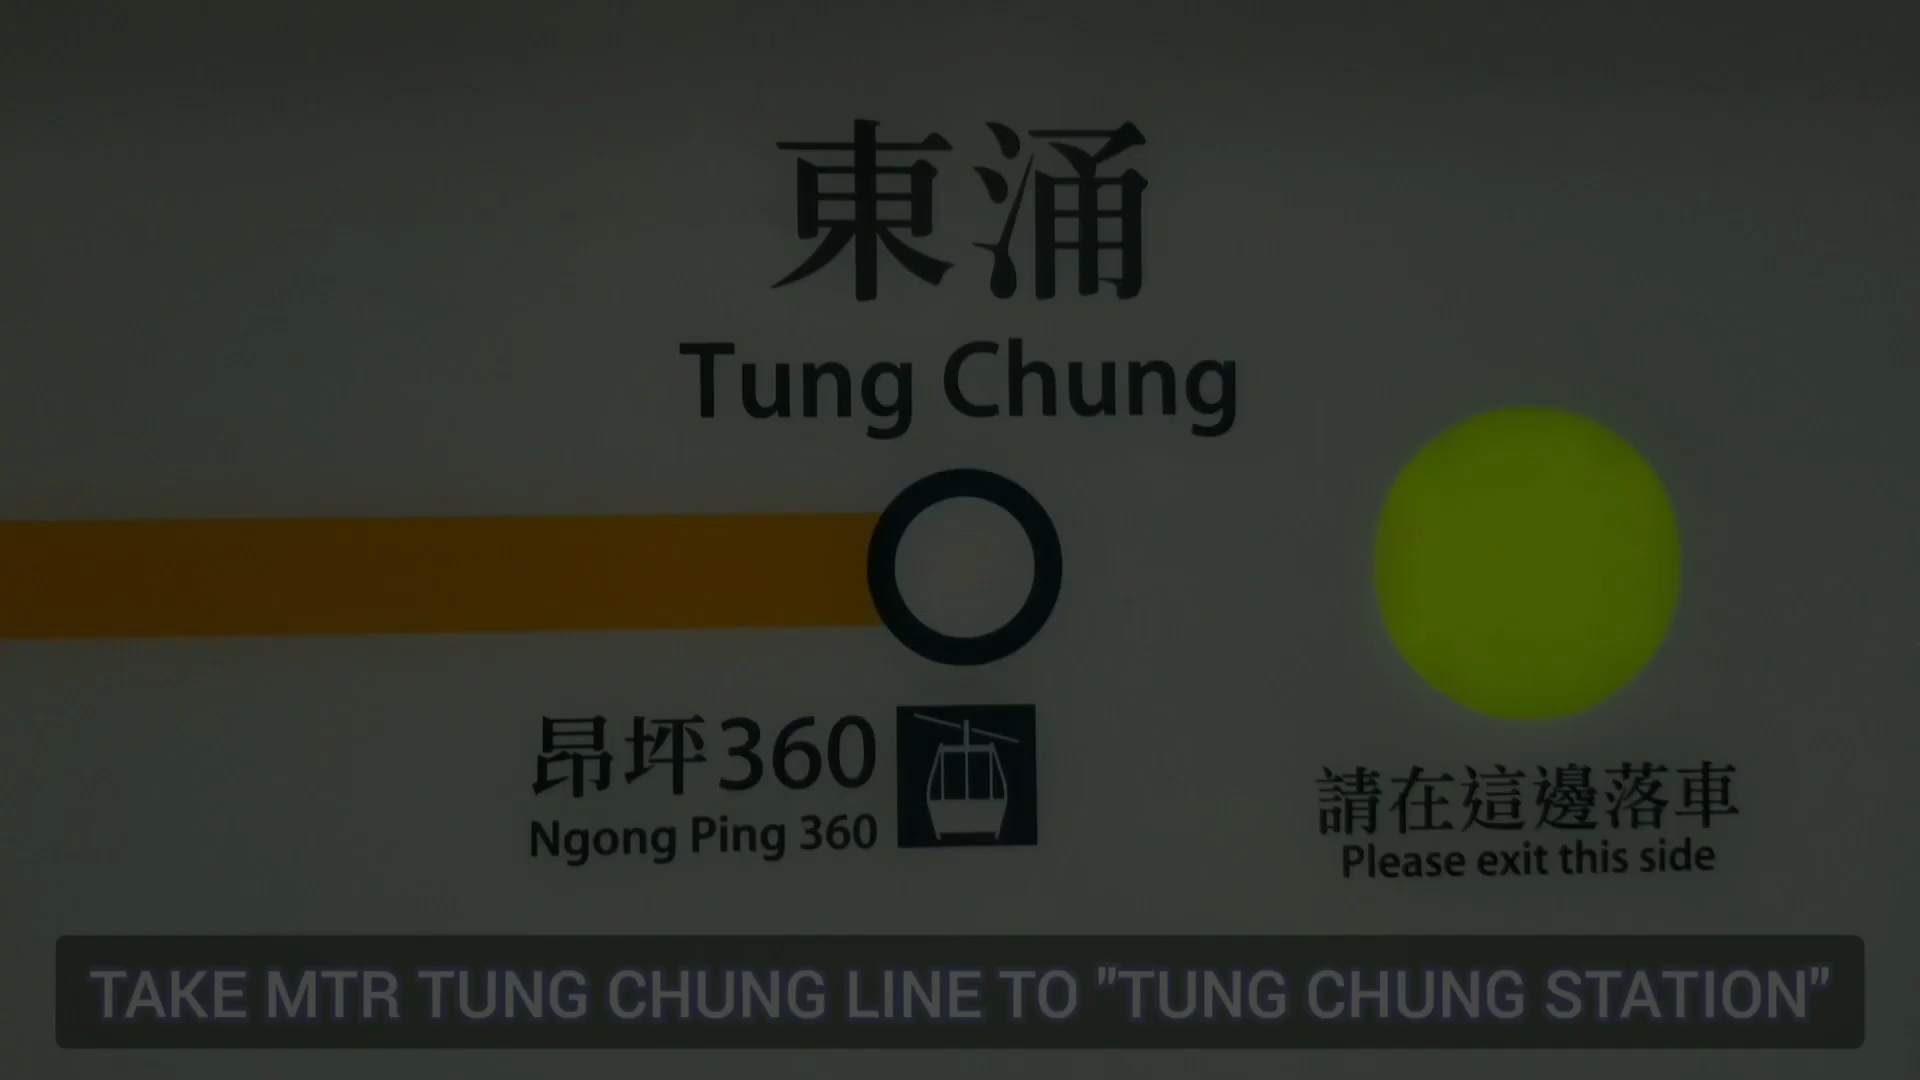 東涌
Tung Chung
昂坪360
Ngong Ping 360
請在這邊落車
Please exit this side
TAKE MTR TUNG CHUNG LINE TO "TUNG CHUNG STATION"